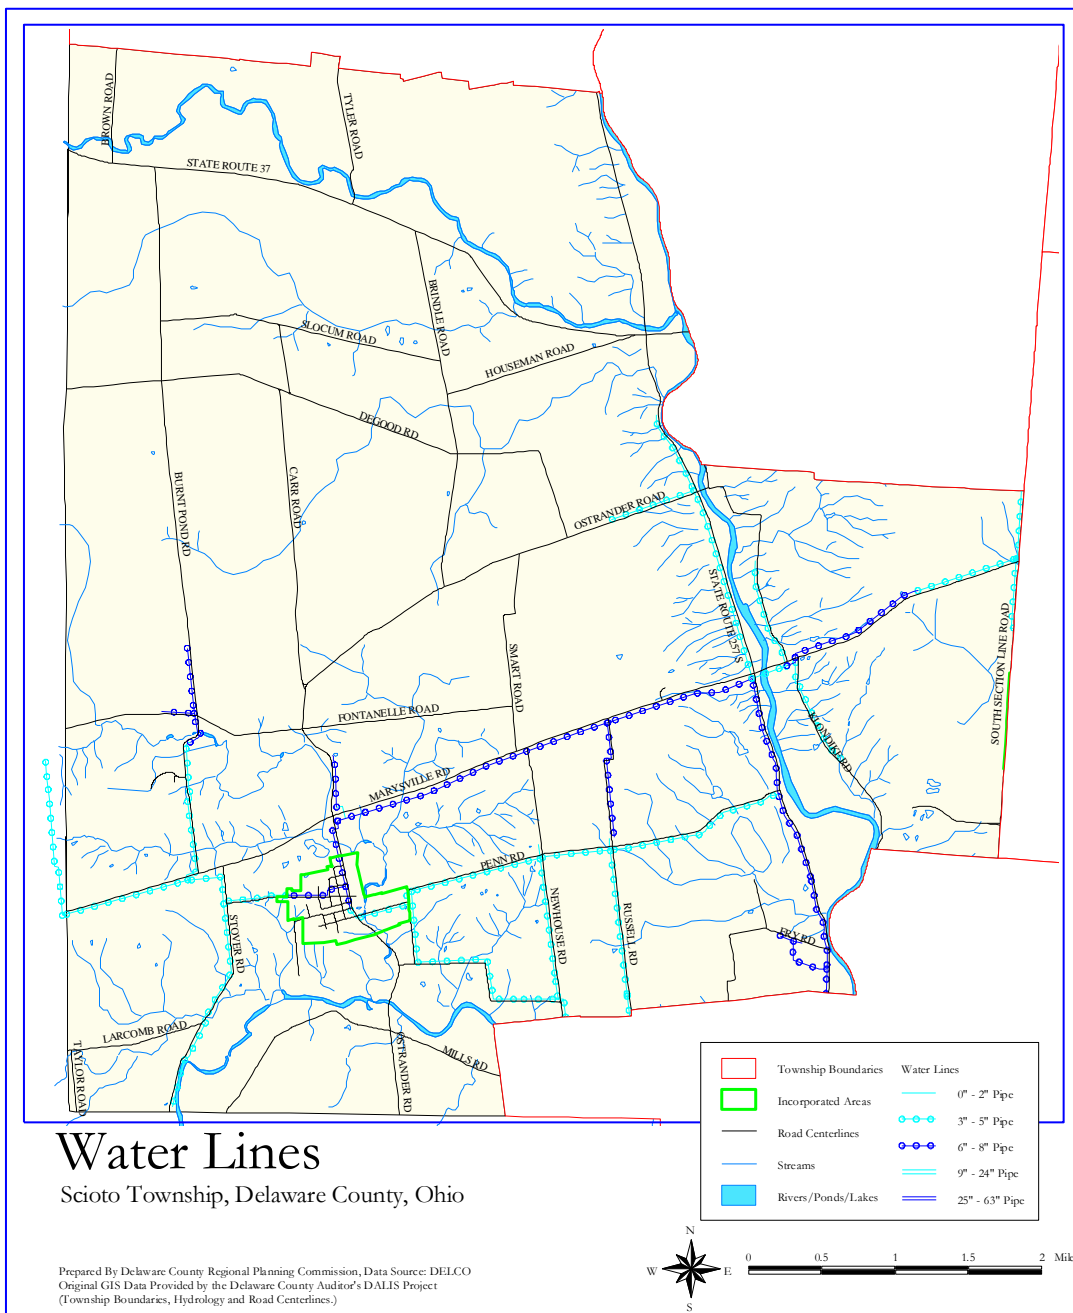 BROWN ROAD
TYLER ROAD
STATE ROUTE 37
BRINDLE ROAD
SLOCUM ROAD
HOUSEMAN ROAD
DEGOOD RD
BURNT POND RD
CARR ROAD
OSTRANDER ROAD
STATE ROUTE 257 S
SMART ROAD
SOUTH SECTION LINE ROAD
FONTANELLE ROAD
KLONDIKE RD
MARYSVILLE RD
PENN RD
STOVER RD
NEWHOUSE RD
RUSSELL RD
FRY RD
LARCOMB ROAD
TAYLOR ROAD
OSTRANDER RD
MILLS RD
Township Boundaries
Incorporated Areas
Road Centerlines
Streams
Rivers/Ponds/Lakes
Water Lines
0" - 2" Pipe
3" - 5" Pipe
6" - 8" Pipe
9" - 24" Pipe
25" - 63" Pipe
Water Lines
Scioto Township, Delaware County, Ohio
Prepared By Delaware County Regional Planning Commission, Data Source: DELCO
Original GIS Data Provided by the Delaware County Auditor's DALIS Project
(Township Boundaries, Hydrology and Road Centerlines.)
N
W E
S
0 0.5 1 1.5 2 Mile